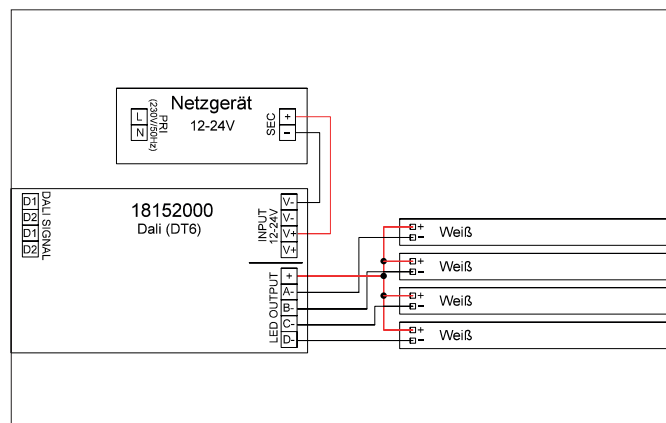 Netzgerät
12-24V
L
N
PRI
(230V/50Hz)
SEC
+
−
18152000
Dali (DT6)
D1
D2
D1
D2
DALI SIGNAL
INPUT
12-24V
V-
V-
V+
V+
LED OUTPUT
+
A-
B-
C-
D-
+
−
Weiß
+
−
Weiß
+
−
Weiß
+
−
Weiß